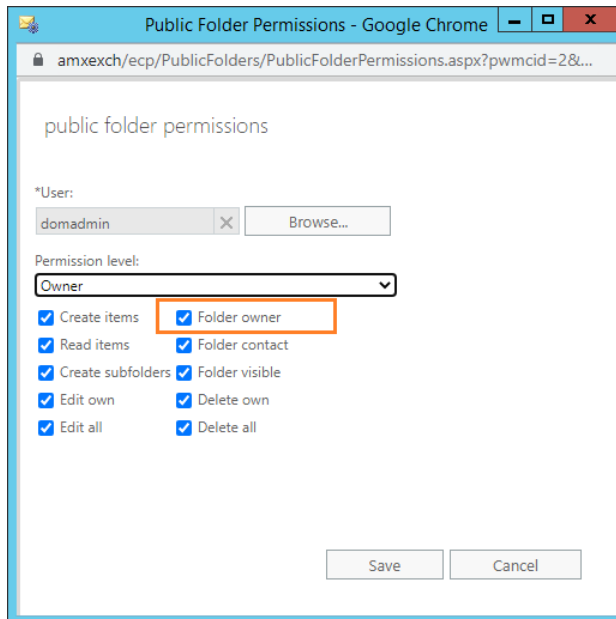 Public Folder Permissions - Google Chrome
amxexch/ecp/PublicFolders/PublicFolderPermissions.aspx?pwmcid=2&...
public folder permissions
*User:
domadmin Browse...
Permission level:
Owner
Create items Folder owner
Read items Folder contact
Create subfolders Folder visible
Edit own Delete own
Edit all Delete all
Save Cancel